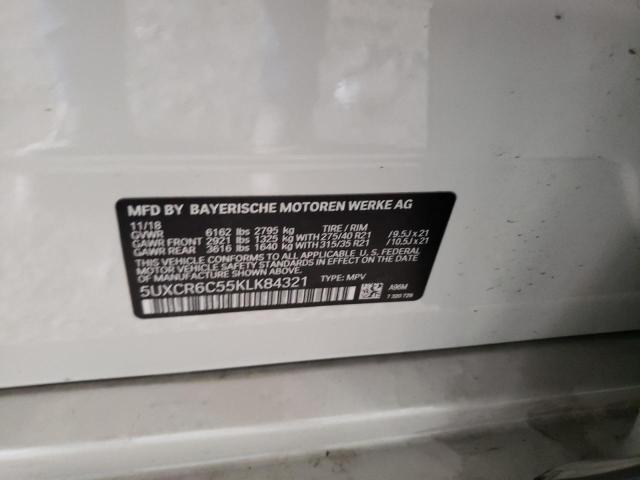 MFD BY BAYERISCHE MOTOREN WERKE AG
11/18
GVWR 6162 lbs 2795 kg TIRE / RIM
GAWR FRONT 2921 lbs 1325 kg WITH 275/40 R21 /9.5J x 21
GAWR REAR 3616 lbs 1640 kg WITH 315/35 R21 /10.5J x 21
THIS VEHICLE CONFORMS TO ALL APPLICABLE U.S. FEDERAL
MOTOR VEHICLE SAFETY STANDARDS IN EFFECT ON THE
DATE OF MANUFACTURE SHOWN ABOVE.
5UXCR6C55KLK84321 TYPE: MPV
A96M